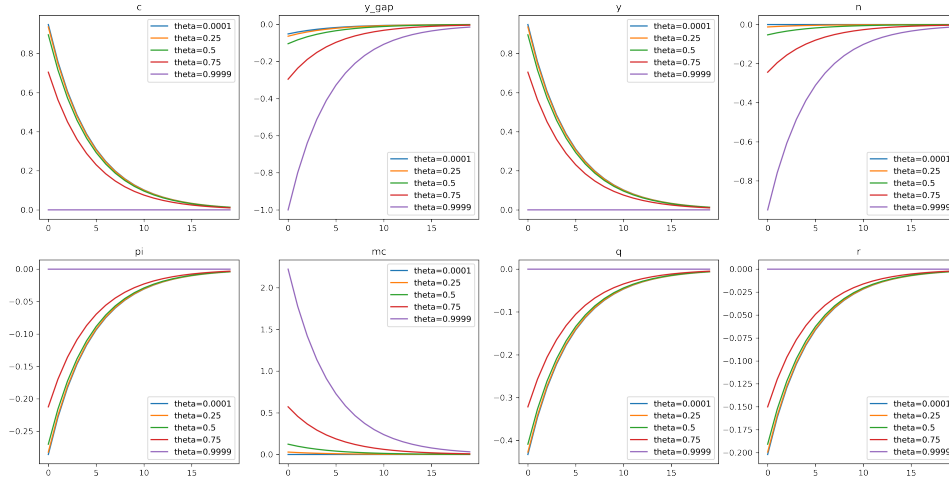 c
0.8
0.6
0.4
0.2
0.0
0
5
10
15
theta=0.0001
theta=0.25
theta=0.5
theta=0.75
theta=0.9999
y_gap
0.0
−0.2
−0.4
−0.6
−0.8
−1.0
0
5
10
15
theta=0.0001
theta=0.25
theta=0.5
theta=0.75
theta=0.9999
y
0.8
0.6
0.4
0.2
0.0
0
5
10
15
theta=0.0001
theta=0.25
theta=0.5
theta=0.75
theta=0.9999
n
0.0
−0.2
−0.4
−0.6
−0.8
0
5
10
15
theta=0.0001
theta=0.25
theta=0.5
theta=0.75
theta=0.9999
pi
0.00
−0.05
−0.10
−0.15
−0.20
−0.25
0
5
10
15
theta=0.0001
theta=0.25
theta=0.5
theta=0.75
theta=0.9999
mc
2.0
1.5
1.0
0.5
0.0
0
5
10
15
theta=0.0001
theta=0.25
theta=0.5
theta=0.75
theta=0.9999
q
0.0
−0.1
−0.2
−0.3
−0.4
0
5
10
15
theta=0.0001
theta=0.25
theta=0.5
theta=0.75
theta=0.9999
r
0.000
−0.025
−0.050
−0.075
−0.100
−0.125
−0.150
−0.175
−0.200
0
5
10
15
theta=0.0001
theta=0.25
theta=0.5
theta=0.75
theta=0.9999